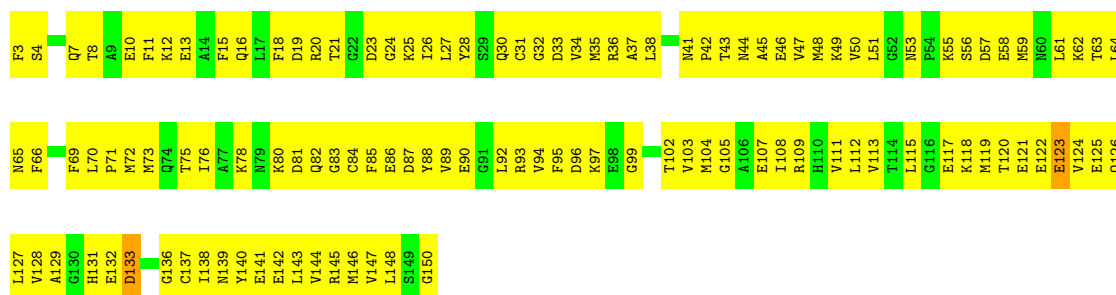 F3 S4 Q7 T8 A9 E10 F11 K12 E13 A14 F15 Q16 L17 F18 D19 R20 T21 G22 D23 G24 K25 I26 L27 Y28 S29 Q30 C31 G32 D33 V34 M35 R36 A37 L38 N41 P42 T43 N44 A45 E46 V47 M48 K49 V50 L51 G52 N53 P54 K55 S56 D57 E58 M59 N60 L61 K62 T63 L64
N65 F66 F69 L70 P71 M72 M73 Q74 T75 I76 A77 K78 N79 K80 D81 Q82 G83 C84 F85 E86 D87 Y88 V89 E90 G91 L92 R93 V94 F95 D96 K97 E98 G99 T102 V103 M104 G105 A106 E107 I108 R109 H110 V111 L112 V113 T114 L115 G116 E117 K118 M119 T120 E121 E122 E123 V124 E125 Q126
L127 V128 A129 G130 H131 E132 D133 G136 C137 I138 N139 Y140 E141 E142 L143 V144 R145 M146 V147 L148 S149 G150